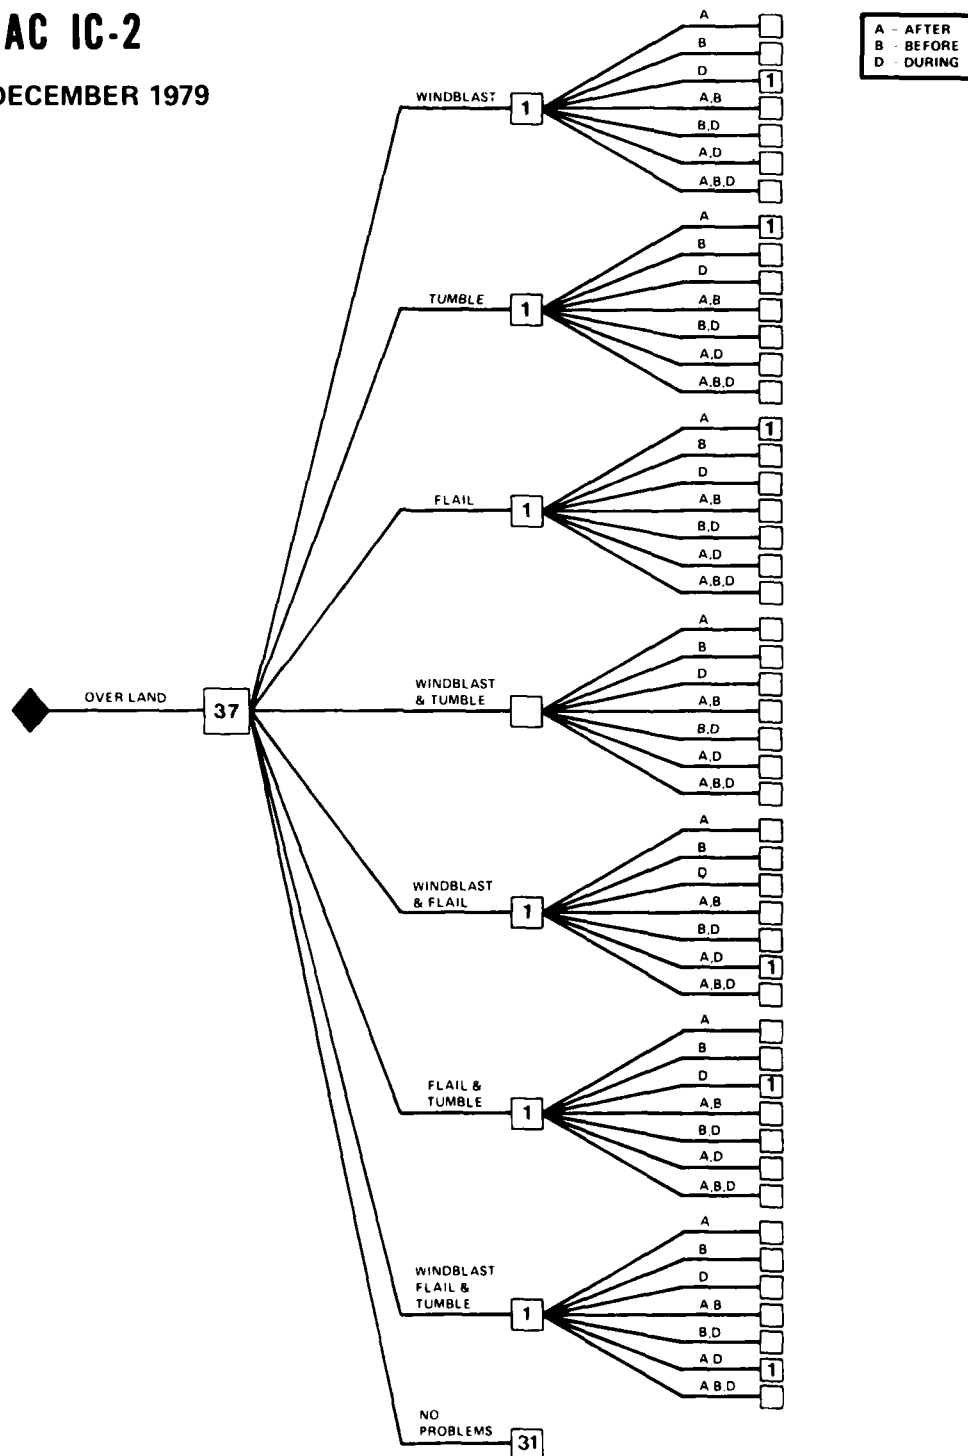 AC IC-2
DECEMBER 1979
A - AFTER
B - BEFORE
D - DURING
WINDBLAST
1
A
B
D
1
A,B
B,D
A,D
A,B,D
TUMBLE
1
A
1
B
D
A,B
B,D
A,D
A,B,D
FLAIL
1
A
1
B
D
A,B
B,D
A,D
A,B,D
OVER LAND
37
WINDBLAST
& TUMBLE
A
B
D
A,B
B,D
A,D
A,B,D
WINDBLAST
& FLAIL
1
A
B
D
A,B
B,D
A,D
1
A,B,D
FLAIL &
TUMBLE
1
A
B
D
1
A,B
B,D
A,D
A,B,D
WINDBLAST
FLAIL &
TUMBLE
1
A
B
D
A,B
B,D
A,D
1
A,B,D
NO
PROBLEMS
31